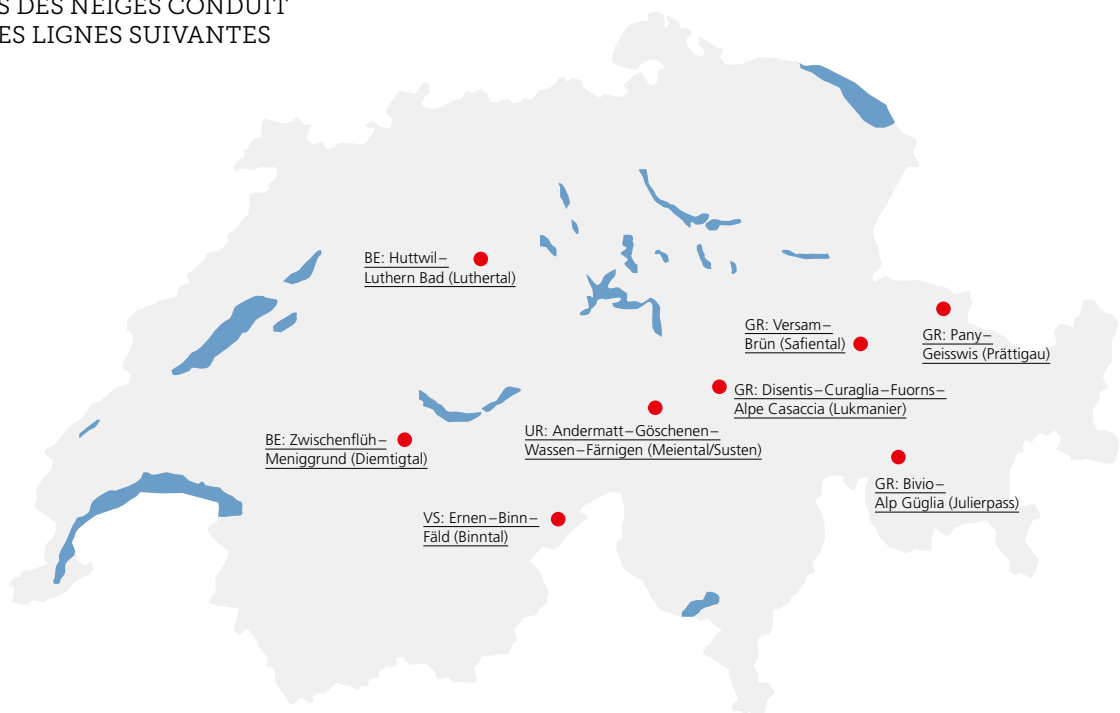 S DES NEIGES CONDUIT
ES LIGNES SUIVANTES
BE: Huttwil–
Luthern Bad (Luthertal)
GR: Versam–
Brün (Safiental)
GR: Pany–
Geisswis (Prättigau)
GR: Disentis–Curaglia–Fuorns–
Alpe Casaccia (Lukmanier)
UR: Andermatt–Göschenen–
Wassen–Färnigen (Meiental/Susten)
BE: Zwischenflüh–
Meniggrund (Diemtigtal)
GR: Bivio–
Alp Güglia (Julierpass)
VS: Ernen–Binn–
Fäld (Binntal)